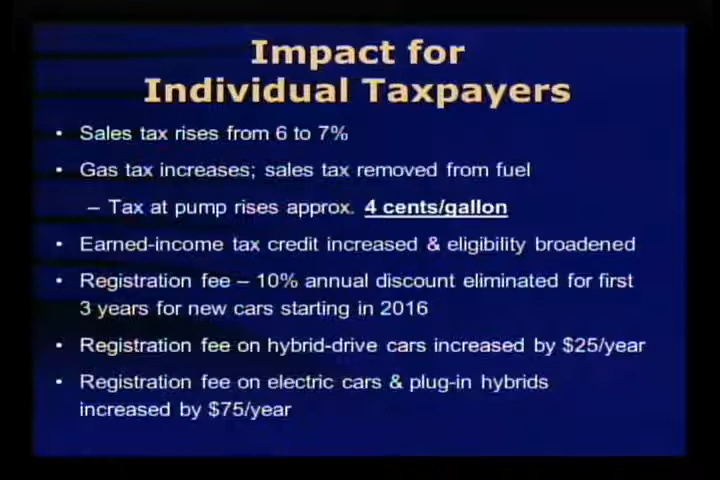 Impact for
Individual Taxpayers
• Sales tax rises from 6 to 7%
• Gas tax increases; sales tax removed from fuel
– Tax at pump rises approx. 4 cents/gallon
• Earned-income tax credit increased & eligibility broadened
• Registration fee – 10% annual discount eliminated for first
3 years for new cars starting in 2016
• Registration fee on hybrid-drive cars increased by $25/year
• Registration fee on electric cars & plug-in hybrids
increased by $75/year